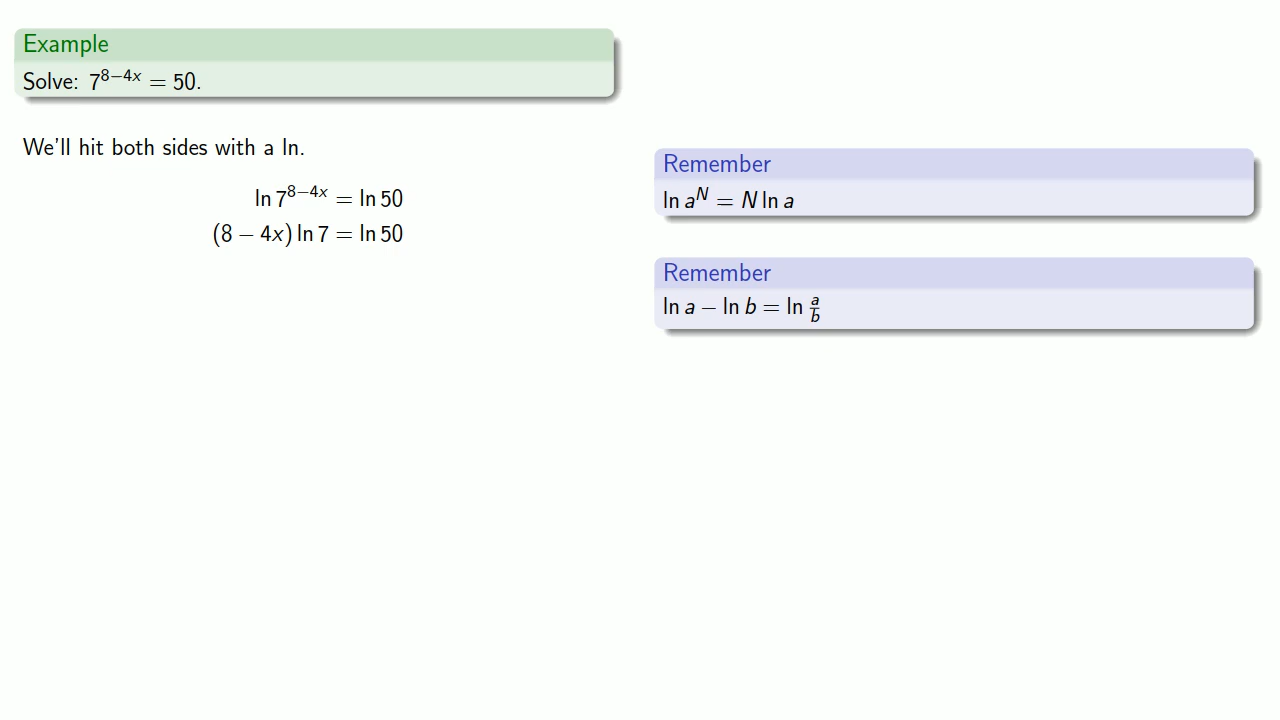 Example
Solve: 7^{8−4x} = 50.
We'll hit both sides with a ln.
ln 7^{8−4x} = ln 50
(8 − 4x) ln 7 = ln 50
Remember
ln a^N = N ln a
Remember
ln a − ln b = ln a/b